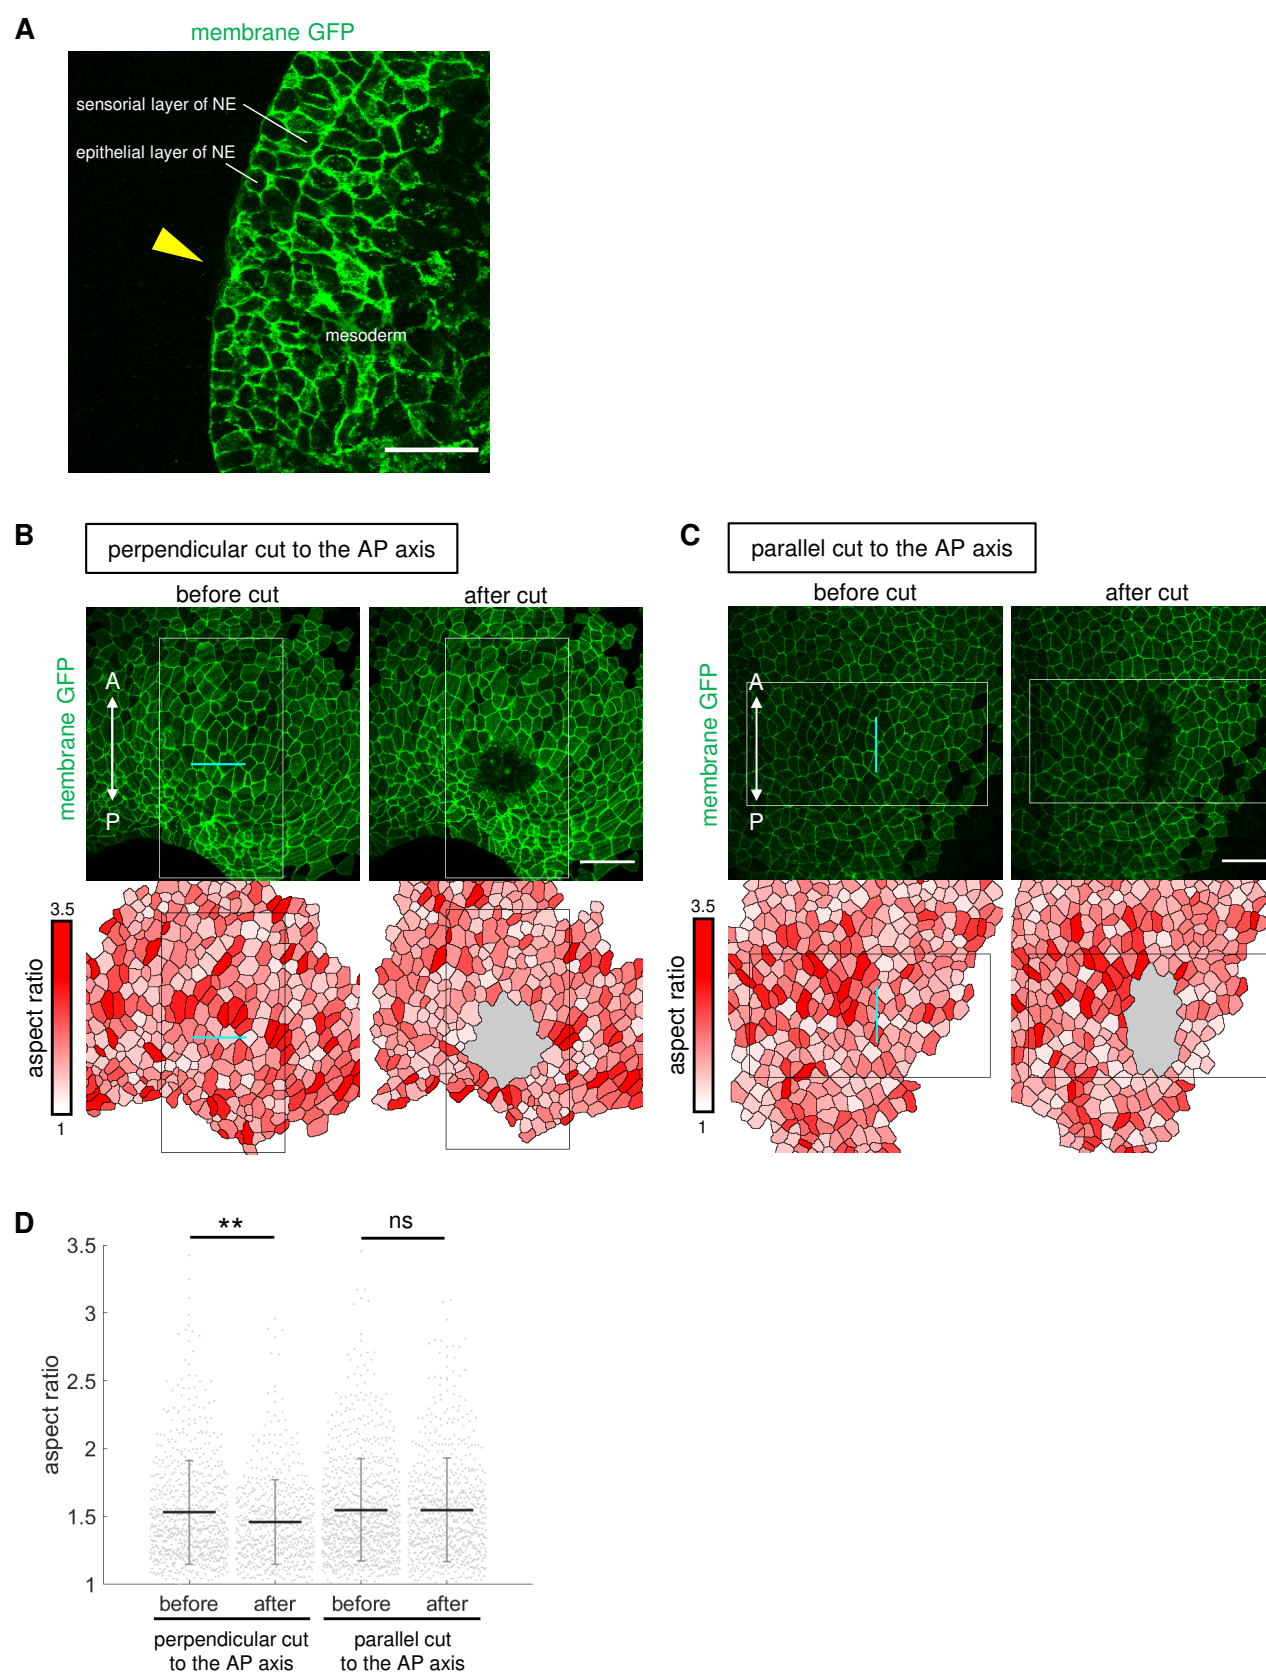 A
membrane GFP
sensorial layer of NE
epithelial layer of NE
mesoderm
B
perpendicular cut to the AP axis
before cut
after cut
membrane GFP
A
P
3.5
aspect ratio
1
C
parallel cut to the AP axis
before cut
after cut
membrane GFP
A
P
3.5
aspect ratio
1
D
**
ns
3.5
3
2.5
2
1.5
1
aspect ratio
before
after
before
after
perpendicular cut
to the AP axis
parallel cut
to the AP axis